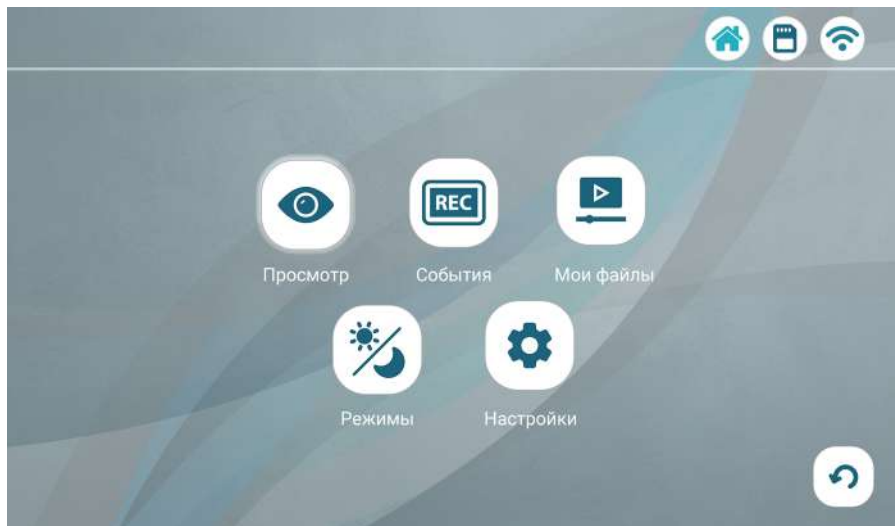 REC
Просмотр
События
Мои файлы
Режимы
Настройки